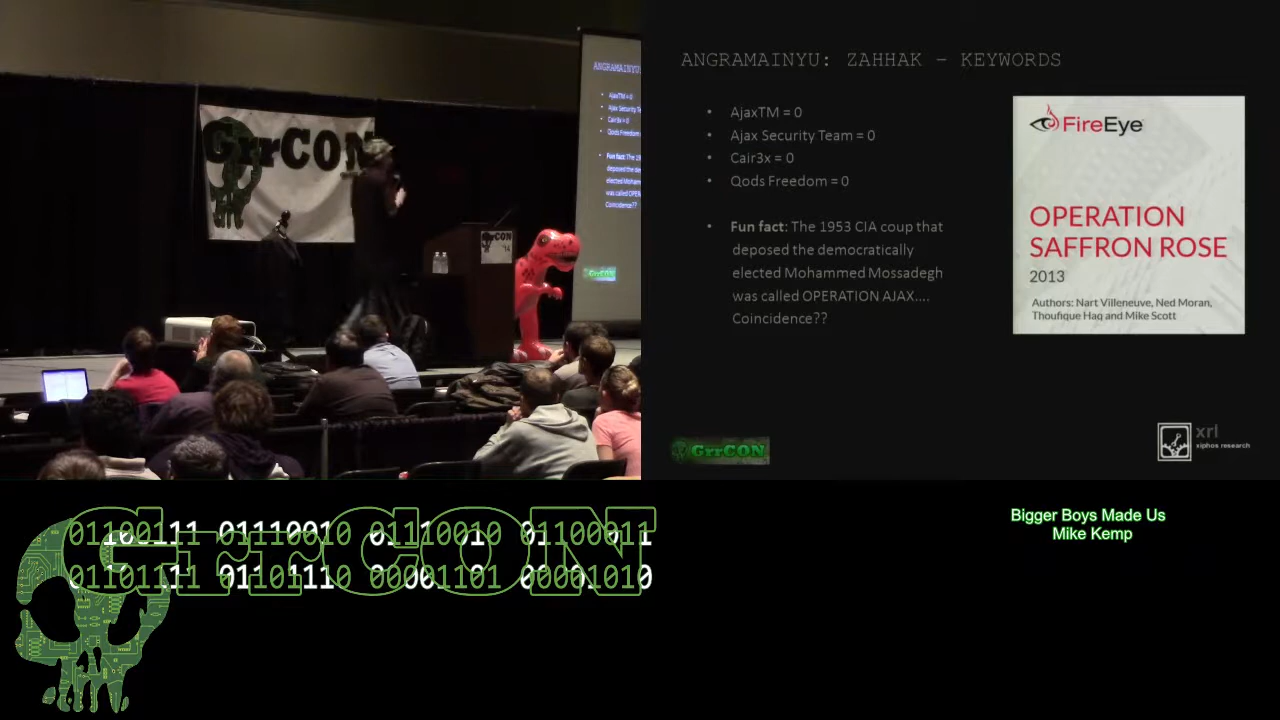 GrrCON
ANGRAMAINYU: ZAHHAK – KEYWORDS
• AjaxTM = 0
• Ajax Security Team = 0
• Cair3x = 0
• Qods Freedom = 0
• Fun fact: The 1953 CIA coup that
deposed the democratically
elected Mohammed Mossadegh
was called OPERATION AJAX....
Coincidence??
FireEye
OPERATION
SAFFRON ROSE
2013
Authors: Nart Villeneuve, Ned Moran,
Thoufique Haq and Mike Scott
GrrCON
xrl
xiphos research
GrrCON
01100111 01110010 01110010 01100011
01101111 01101110 00001101 00001010
Bigger Boys Made Us
Mike Kemp